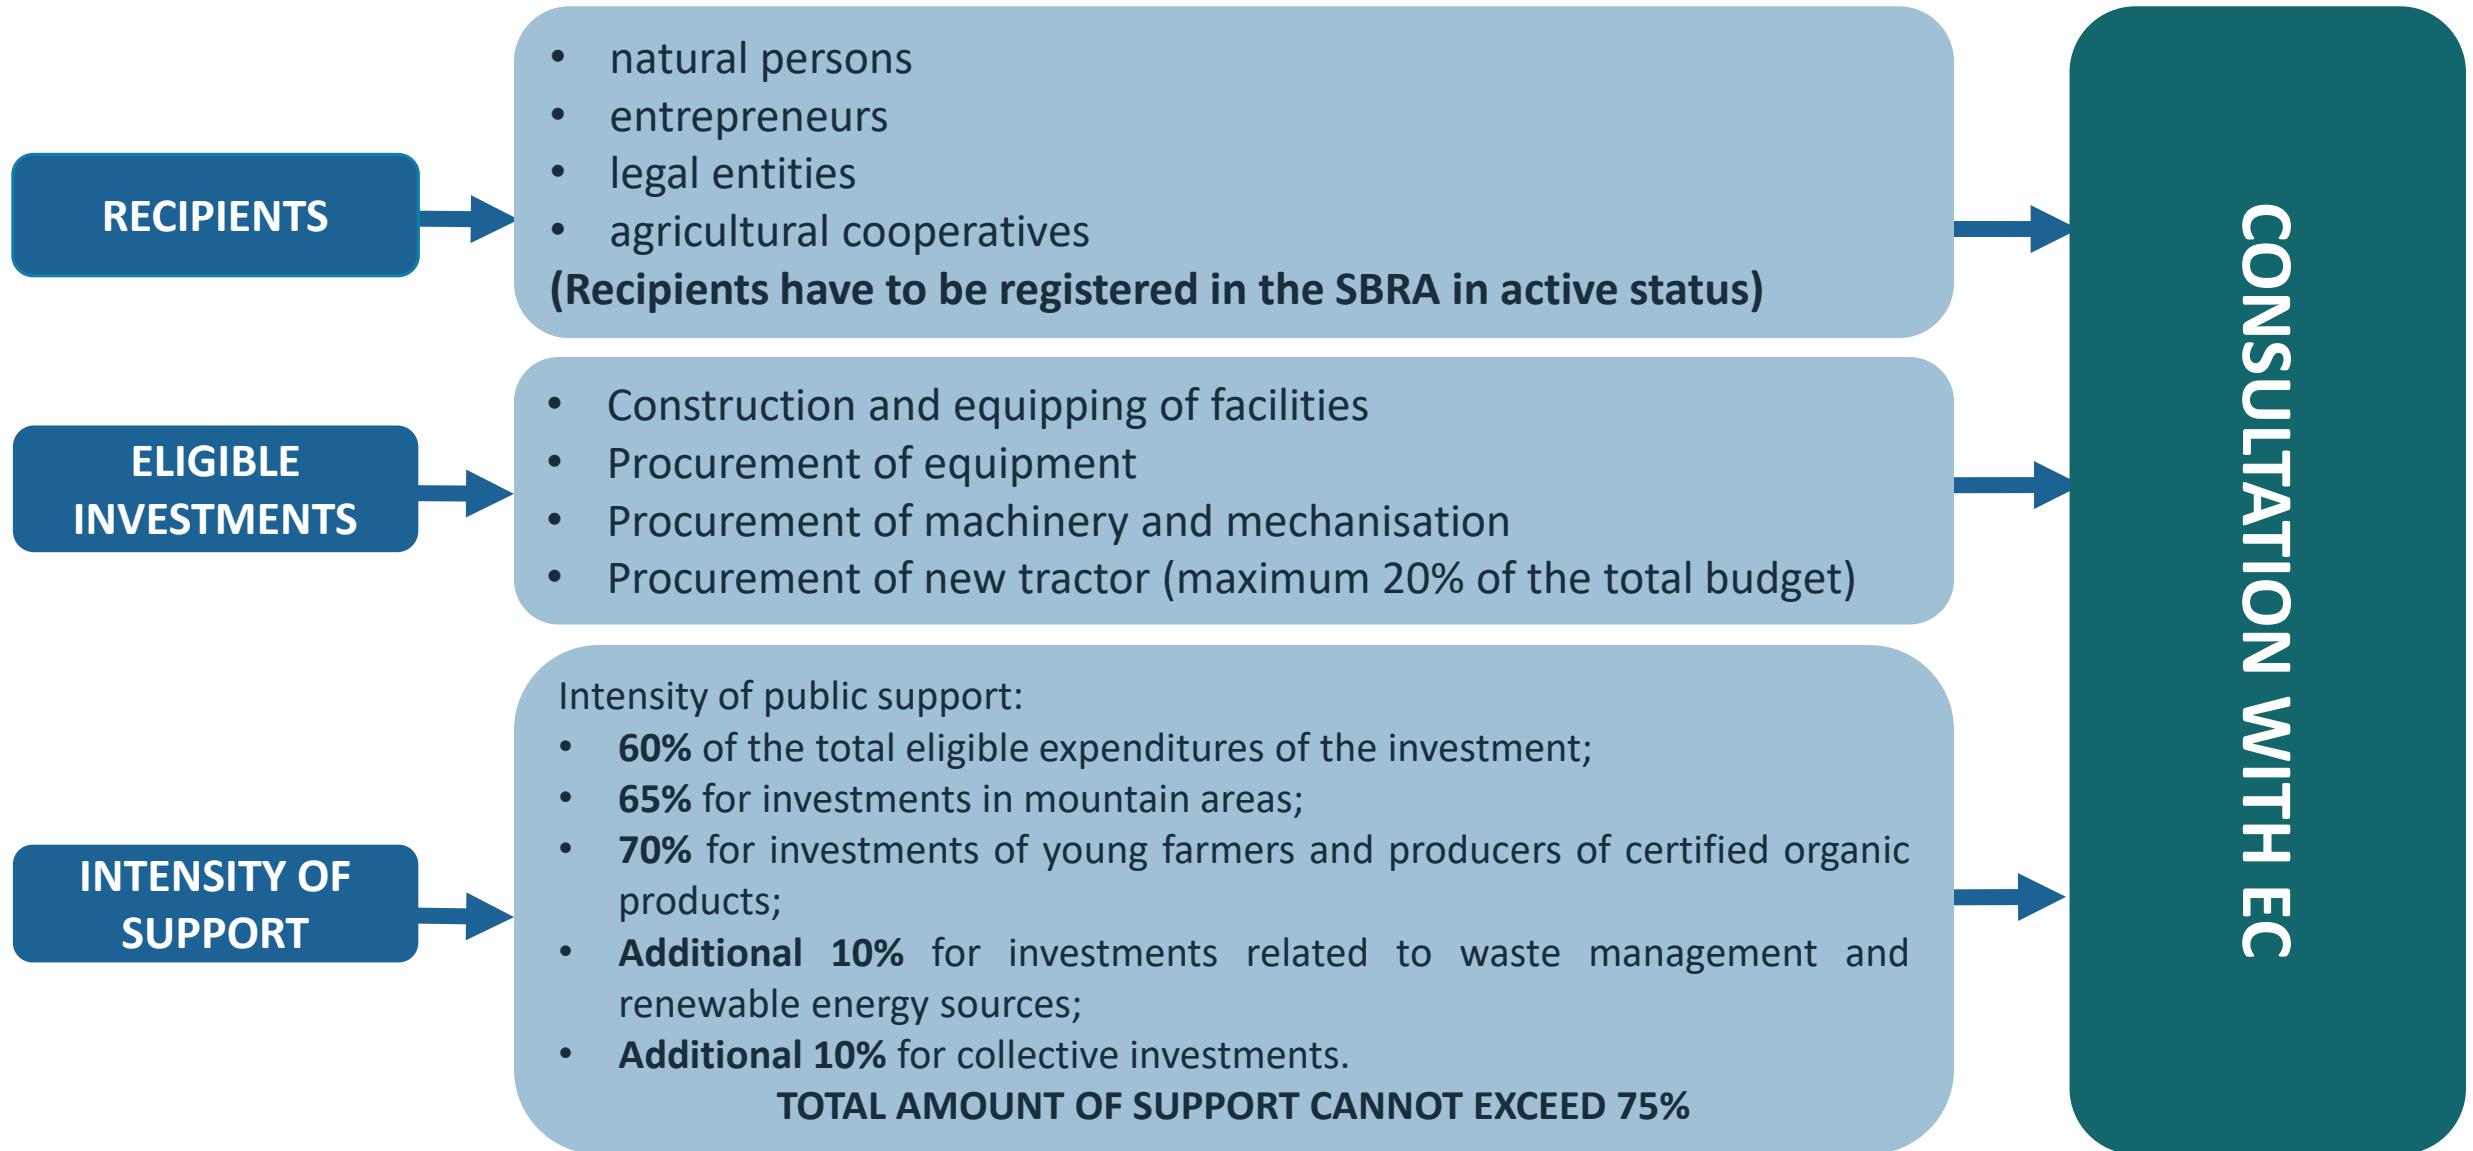 RECIPIENTS
• natural persons
• entrepreneurs
• legal entities
• agricultural cooperatives
(Recipients have to be registered in the SBRA in active status)
ELIGIBLE
INVESTMENTS
• Construction and equipping of facilities
• Procurement of equipment
• Procurement of machinery and mechanisation
• Procurement of new tractor (maximum 20% of the total budget)
INTENSITY OF
SUPPORT
Intensity of public support:
• 60% of the total eligible expenditures of the investment;
• 65% for investments in mountain areas;
• 70% for investments of young farmers and producers of certified organic
products;
• Additional 10% for investments related to waste management and
renewable energy sources;
• Additional 10% for collective investments.
TOTAL AMOUNT OF SUPPORT CANNOT EXCEED 75%
CONSULTATION WITH EC